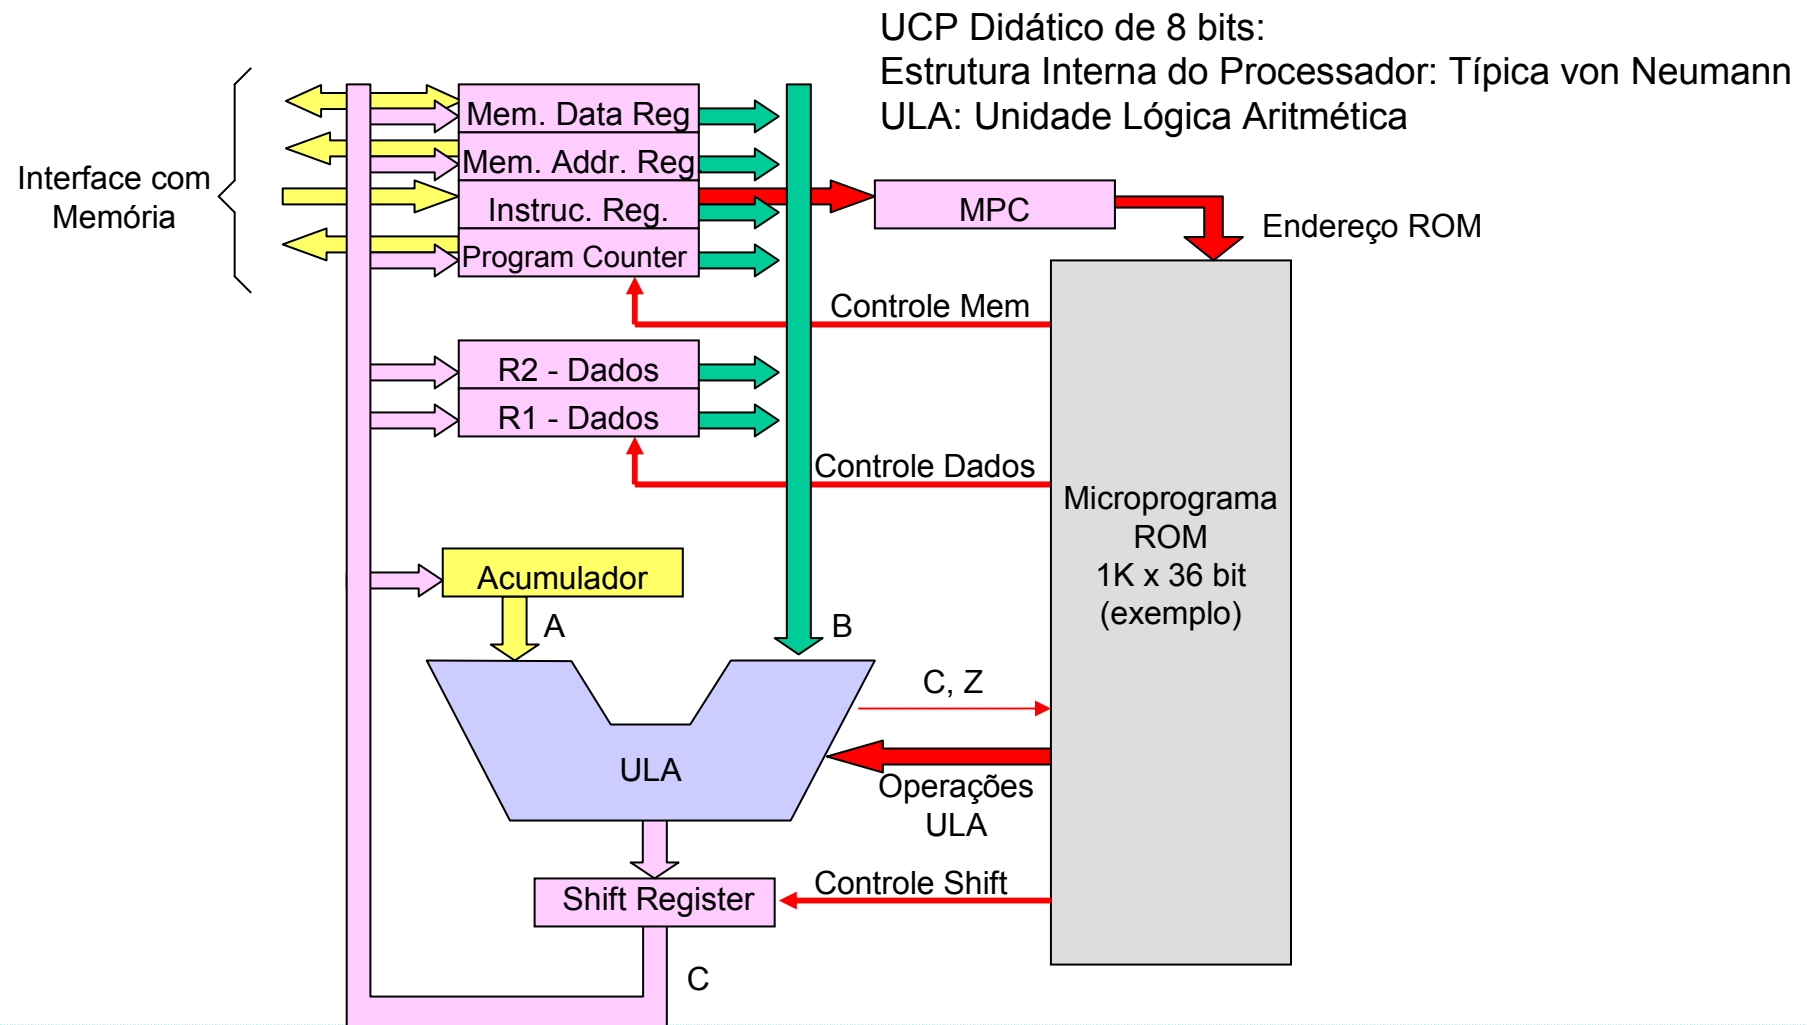 UCP Didático de 8 bits:
Estrutura Interna do Processador: Típica von Neumann
ULA: Unidade Lógica Aritmética
Interface com
Memória
Mem. Data Reg
Mem. Addr. Reg.
Instruc. Reg.
Program Counter
MPC
Endereço ROM
Controle Mem
R2 - Dados
R1 - Dados
Controle Dados
Microprograma
ROM
1K x 36 bit
(exemplo)
Acumulador
A
B
C, Z
ULA
Operações
ULA
Controle Shift
Shift Register
C